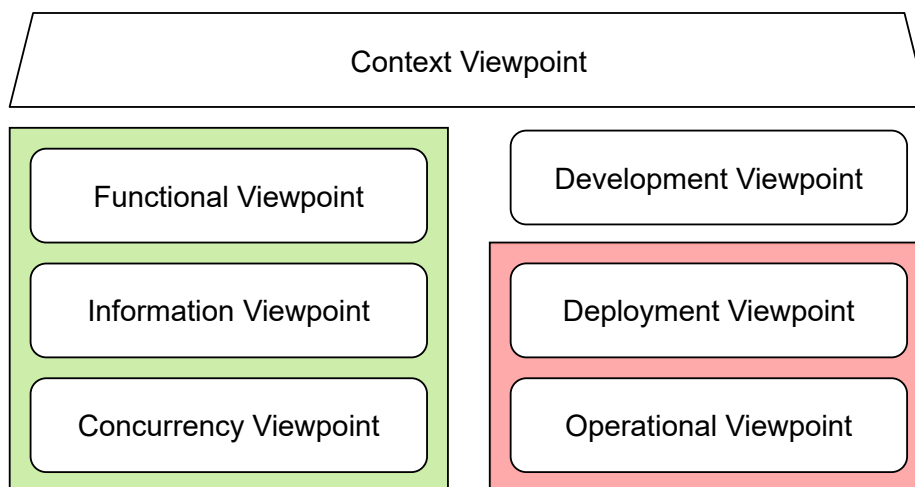 Context Viewpoint
Functional Viewpoint
Information Viewpoint
Concurrency Viewpoint
Development Viewpoint
Deployment Viewpoint
Operational Viewpoint